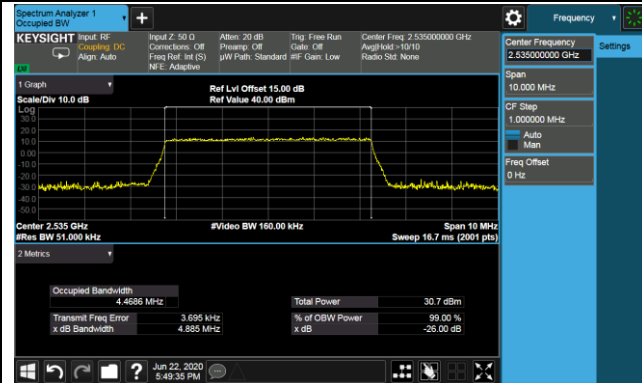 Spectrum Analyzer 1
Occupied BW
+
Frequency
KEYSIGHT
Input: RF
Coupling: DC
Align: Auto
Input Z: 50 Ω
Corrections: Off
Freq Ref: Int (S)
NFE: Adaptive
Atten: 20 dB
Preamp: Off
µW Path: Standard
Trig: Free Run
Gate: Off
#IF Gain: Low
Center Freq: 2.535000000 GHz
Avg|Hold:>10/10
Radio Std: None
Center Frequency
2.535000000 GHz
Settings
Span
10.000 MHz
CF Step
1.000000 MHz
Auto
Man
Freq Offset
0 Hz
1 Graph
Scale/Div 10.0 dB
Ref Lvl Offset 15.00 dB
Ref Value 40.00 dBm
Log
30.0
20.0
10.0
0.00
-10.0
-20.0
-30.0
-40.0
-50.0
Center 2.535 GHz
#Res BW 51.000 kHz
#Video BW 160.00 kHz
Span 10 MHz
Sweep 16.7 ms (2001 pts)
2 Metrics
Occupied Bandwidth
4.4686 MHz
Total Power 30.7 dBm
Transmit Freq Error 3.695 kHz
% of OBW Power 99.00 %
x dB Bandwidth 4.885 MHz
x dB -26.00 dB
?
Jun 22, 2020
5:49:35 PM